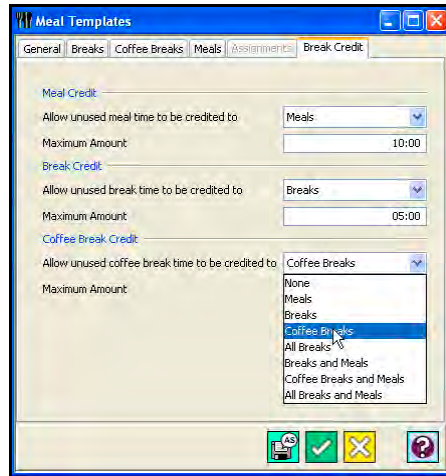 Meal Templates
General Breaks Coffee Breaks Meals Assignments Break Credit
Meal Credit
Allow unused meal time to be credited to Meals
Maximum Amount 10:00
Break Credit
Allow unused break time to be credited to Breaks
Maximum Amount 05:00
Coffee Break Credit
Allow unused coffee break time to be credited to Coffee Breaks
Maximum Amount
None
Meals
Breaks
Coffee Breaks
All Breaks
Breaks and Meals
Coffee Breaks and Meals
All Breaks and Meals
AS ?